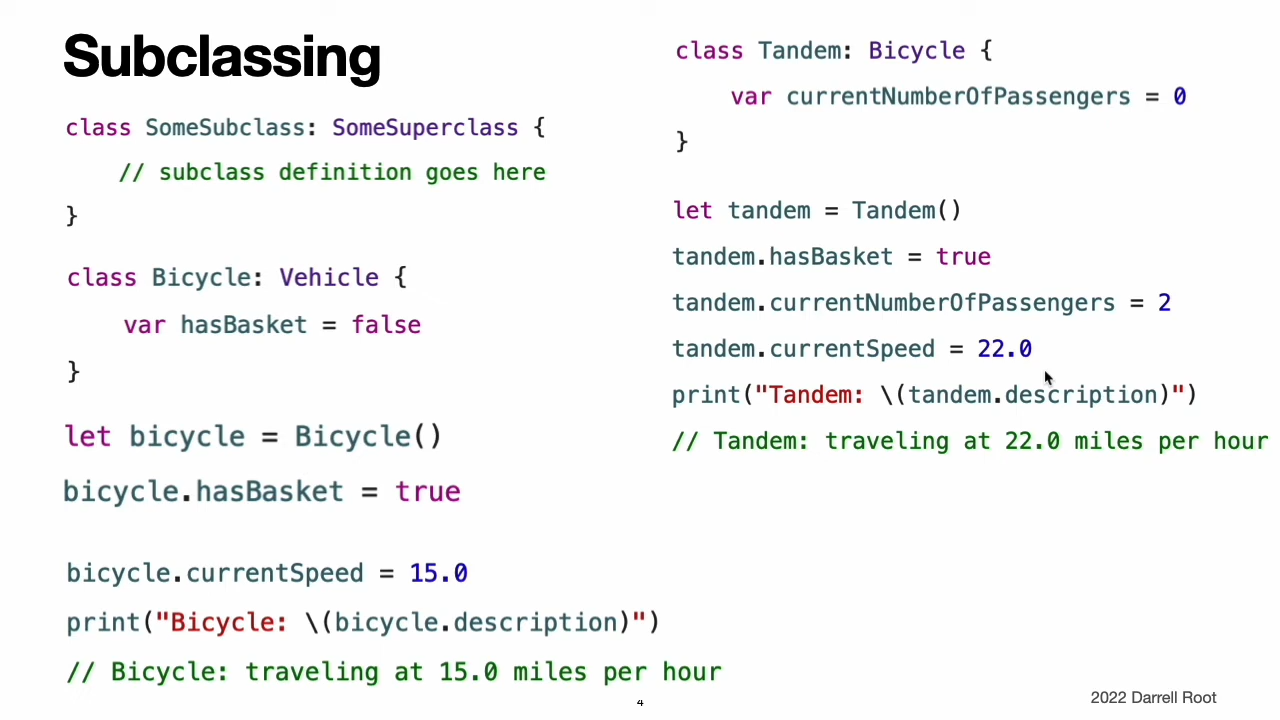 Subclassing
class SomeSubclass: SomeSuperclass {
// subclass definition goes here
}
class Bicycle: Vehicle {
var hasBasket = false
}
let bicycle = Bicycle()
bicycle.hasBasket = true
bicycle.currentSpeed = 15.0
print("Bicycle: \(bicycle.description)")
// Bicycle: traveling at 15.0 miles per hour
class Tandem: Bicycle {
var currentNumberOfPassengers = 0
}
let tandem = Tandem()
tandem.hasBasket = true
tandem.currentNumberOfPassengers = 2
tandem.currentSpeed = 22.0
print("Tandem: \(tandem.description)")
// Tandem: traveling at 22.0 miles per hour
4
2022 Darrell Root